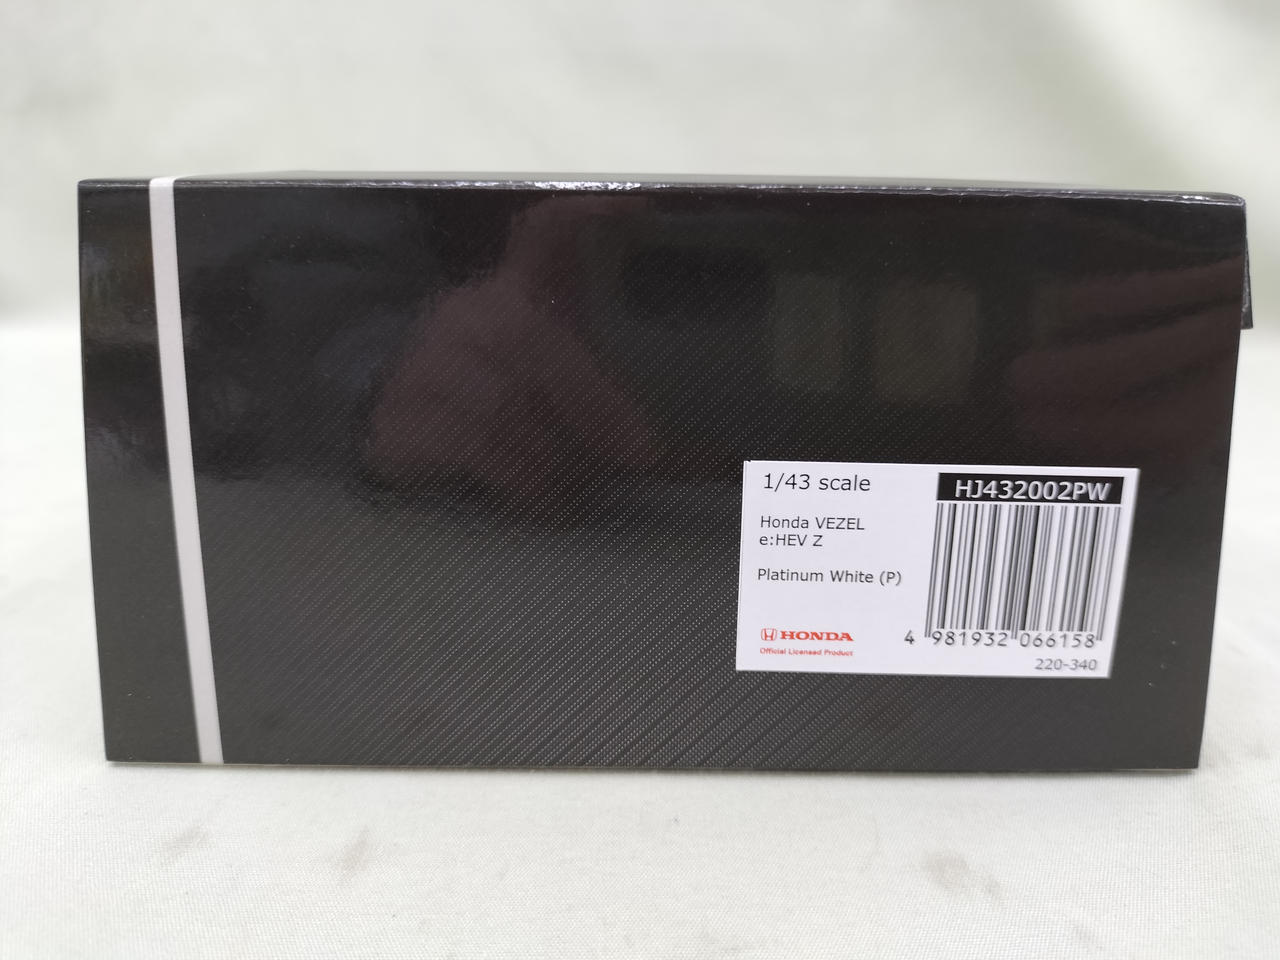 1/43 scale
HJ432002PW
Honda VEZEL
e:HEV Z
Platinum White (P)
HONDA
Official Licensed Product
4 981932 066158
220-340